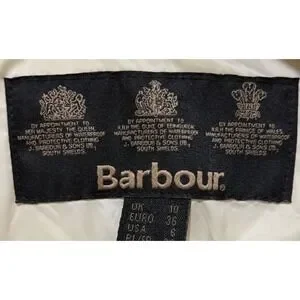 BY APPOINTMENT TO
HER MAJESTY THE QUEEN
MANUFACTURERS OF WATERPROOF
AND PROTECTIVE CLOTHING
J. BARBOUR & SONS LTD
SOUTH SHIELDS.
BY APPOINTMENT TO
H.R.H THE DUKE OF EDINBURGH
MANUFACTURERS OF WATERPROOF
AND PROTECTIVE CLOTHING
J. BARBOUR & SONS LTD.
SOUTH SHIELDS.
BY APPOINTMENT TO
H.R.H THE PRINCE OF WALES
MANUFACTURERS OF WATERPROOF
AND PROTECTIVE CLOTHING
J. BARBOUR & SONS LTD
SOUTH SHIELDS.
Barbour®
UK 10
EURO 36
USA 6